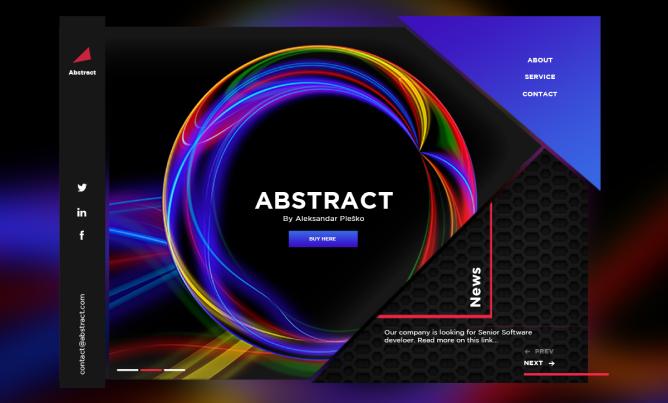 Abstract
contact@abstract.com
ABOUT
SERVICE
CONTACT
ABSTRACT
By Aleksandar Pleško
BUY HERE
News
Our company is looking for Senior Software
develoer. Read more on this link...
← PREV
NEXT →